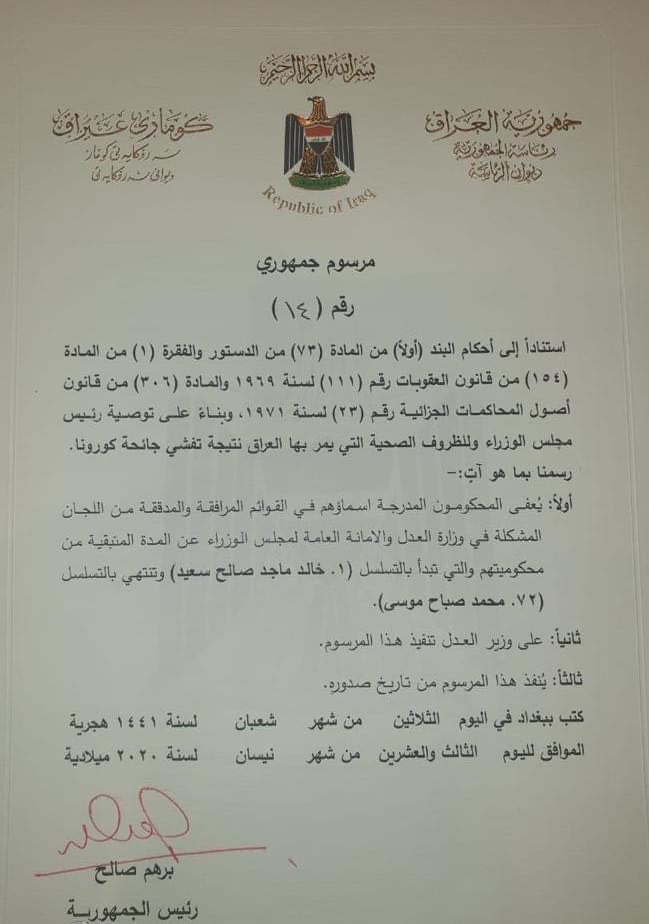 بسم الله الرحمن الرحيم
جمهورية العراق
رئاسة الجمهورية
ديوان الرئاسة
كۆماری عێراق
سەرۆکایەتی کۆمار
دیوانی سەرۆکایەتی
Republic of Iraq
مرسوم جمهوري
رقم (١٤)
استناداً إلى أحكام البند (أولاً) من المادة (٧٣) من الدستور والفقرة (١) من المادة
(١٥٤) من قانون العقوبات رقم (١١١) لسنة ١٩٦٩ والمادة (٣٠٦) من قانون
أصول المحاكمات الجزائية رقم (٢٣) لسنة ١٩٧١، وبناءً على توصية رئيس
مجلس الوزراء وللظروف الصحية التي يمر بها العراق نتيجة تفشي جائحة كورونا.
رسمنا بما هو آتٍ:-
أولاً: يُعفى المحكومون المدرجة اسماؤهم في القوائم المرافقة والمدققة من اللجان
المشكلة في وزارة العدل والامانة العامة لمجلس الوزراء عن المدة المتبقية من
محكوميتهم والتي تبدأ بالتسلسل (١. خالد ماجد صالح سعيد) وتنتهي بالتسلسل
(٧٢. محمد صباح موسى).
ثانياً: على وزير العدل تنفيذ هذا المرسوم.
ثالثاً: يُنفذ هذا المرسوم من تاريخ صدوره.
كتب ببغداد في اليوم الثلاثين من شهر شعبان لسنة ١٤٤١ هجرية
الموافق لليوم الثالث والعشرين من شهر نيسان لسنة ٢٠٢٠ ميلادية
برهم صالح
رئيس الجمهورية